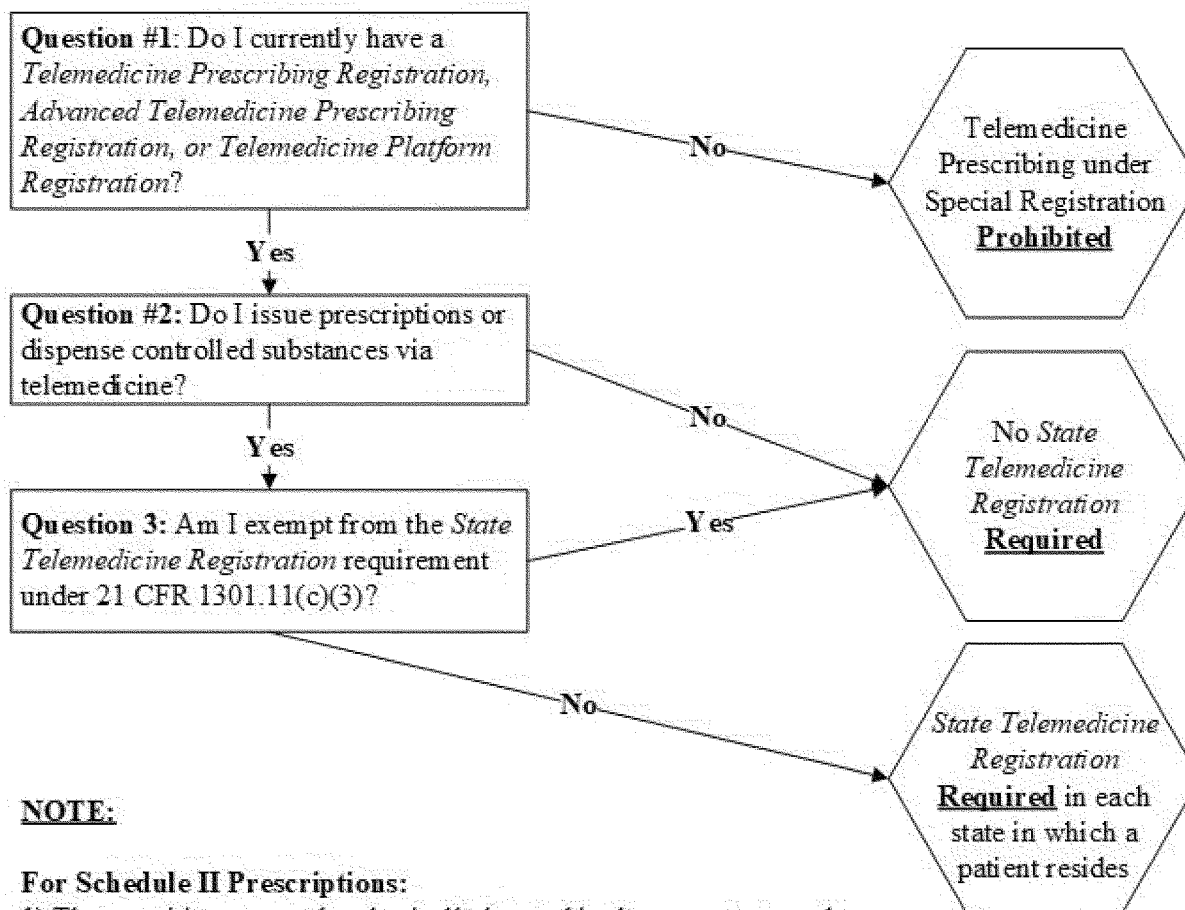 Question #1: Do I currently have a
Telemedicine Prescribing Registration,
Advanced Telemedicine Prescribing
Registration, or Telemedicine Platform
Registration?
No
Telemedicine
Prescribing under
Special Registration
Prohibited
Yes
Question #2: Do I issue prescriptions or
dispense controlled substances via
telemedicine?
No
No State
Telemedicine
Registration
Required
Yes
Question 3: Am I exempt from the State
Telemedicine Registration requirement
under 21 CFR 1301.11(c)(3)?
Yes
No
State Telemedicine
Registration
Required in each
state in which a
patient resides
NOTE:
For Schedule II Prescriptions: